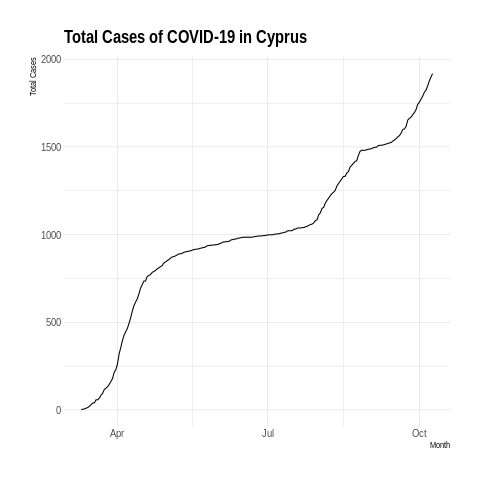 Total Cases of COVID-19 in Cyprus
Total Cases
2000
1500
1000
500
0
Apr
Jul
Oct
Month